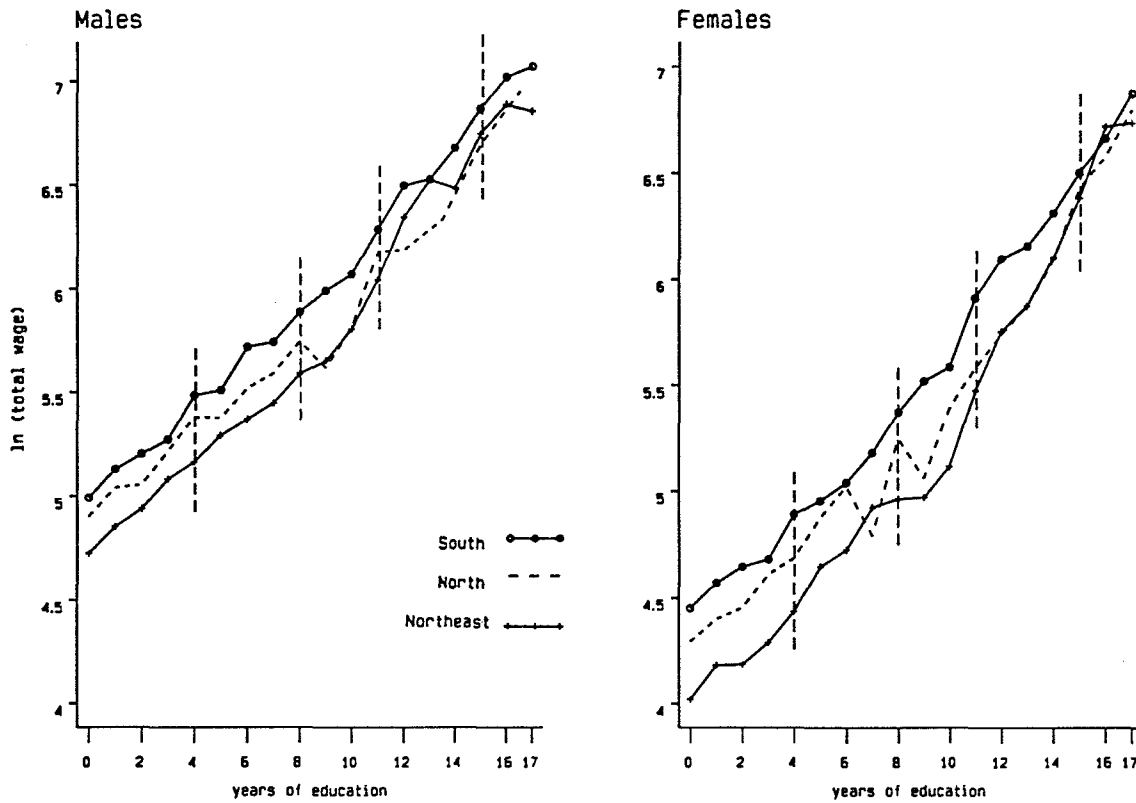 Males
7
6.5
6
5.5
5
4.5
4
ln (total wage)
0 2 4 6 8 10 12 14 16 17
years of education
South
North
Northeast
Females
7
6.5
6
5.5
5
4.5
4
0 2 4 6 8 10 12 14 16 17
years of education